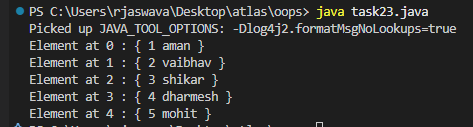 PS C:\Users\rjaswava\Desktop\atlas\oops> java task23.java
Picked up JAVA_TOOL_OPTIONS: -Dlog4j2.formatMsgNoLookups=true
Element at 0 : { 1 aman }
Element at 1 : { 2 vaibhav }
Element at 2 : { 3 shikar }
Element at 3 : { 4 dharmesh }
Element at 4 : { 5 mohit }